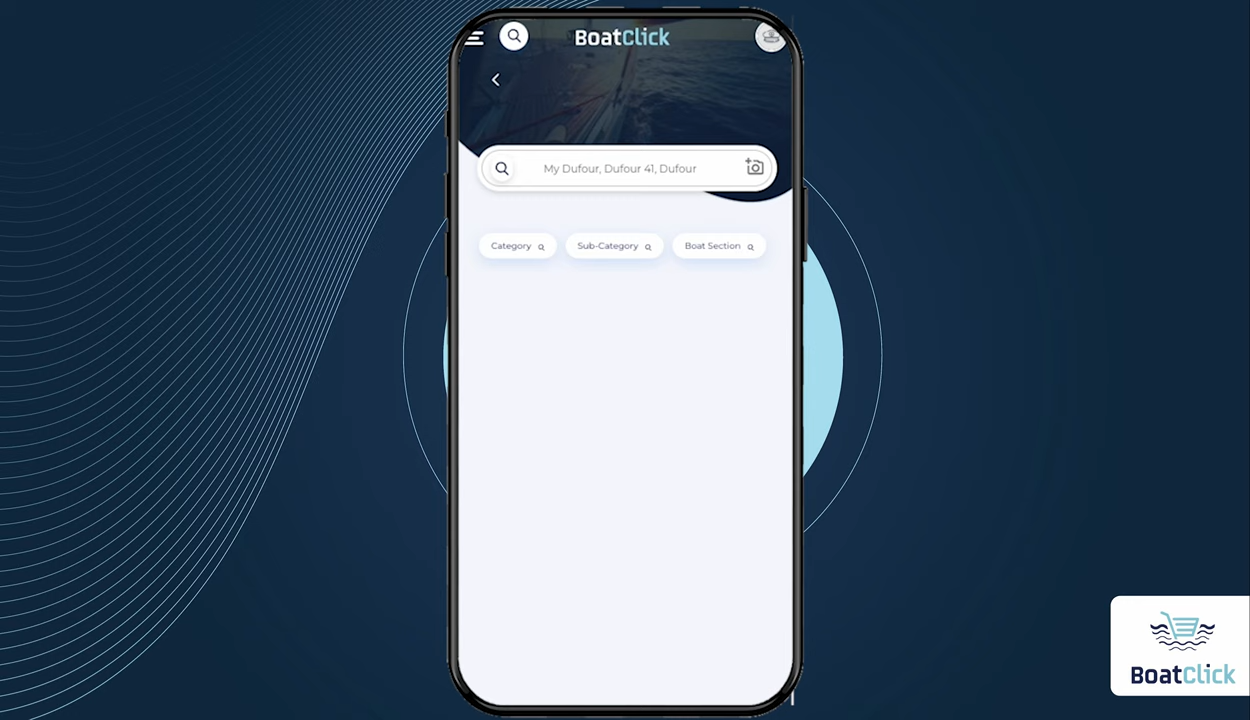 BoatClick
My Dufour, Dufour 41, Dufour
Category
Sub-Category
Boat Section
BoatClick